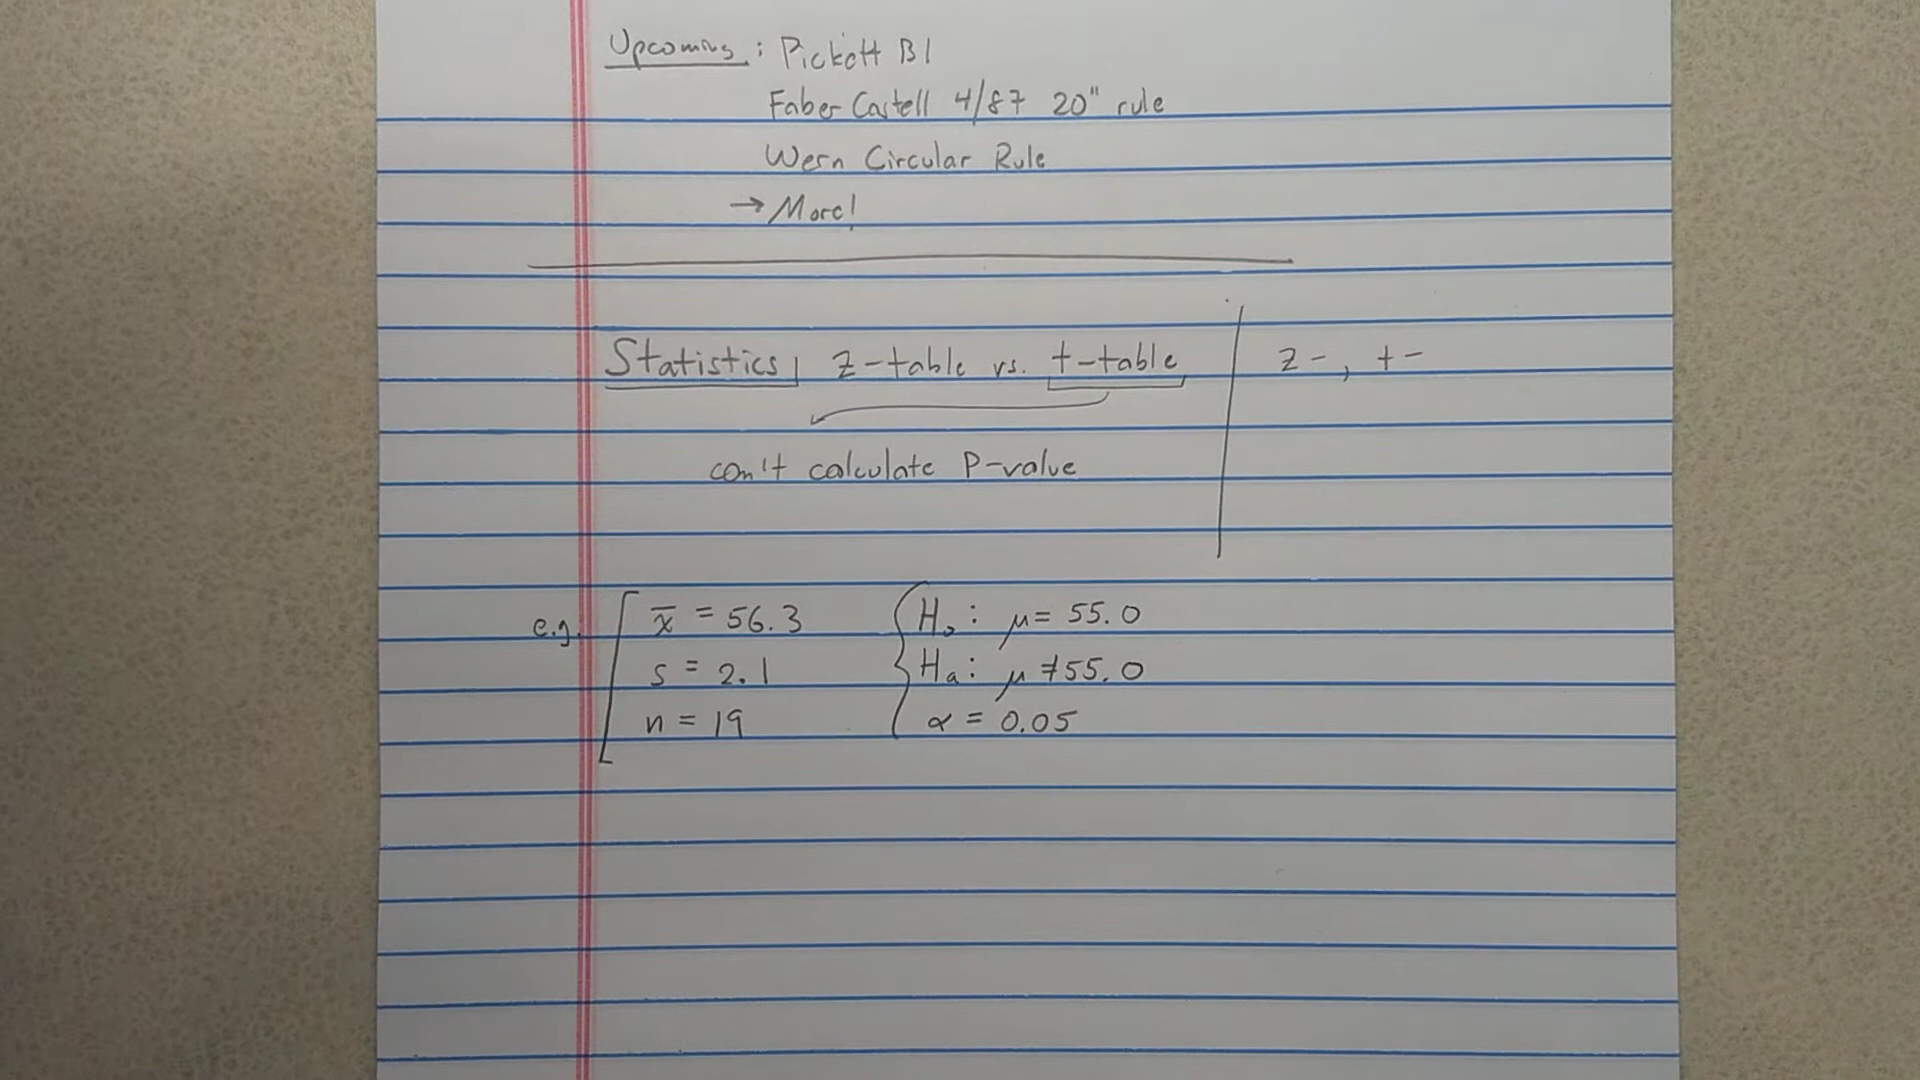 Upcoming : Pickett B1
Faber Castell 4/87 20" rule
Wern Circular Rule
→ More!
Statistics| z-table vs. t-table | z-, t-
can't calculate P-value
e.g. x̄ = 56.3 H₀: μ = 55.0
s = 2.1 Hₐ: μ ≠ 55.0
n = 19 α = 0.05